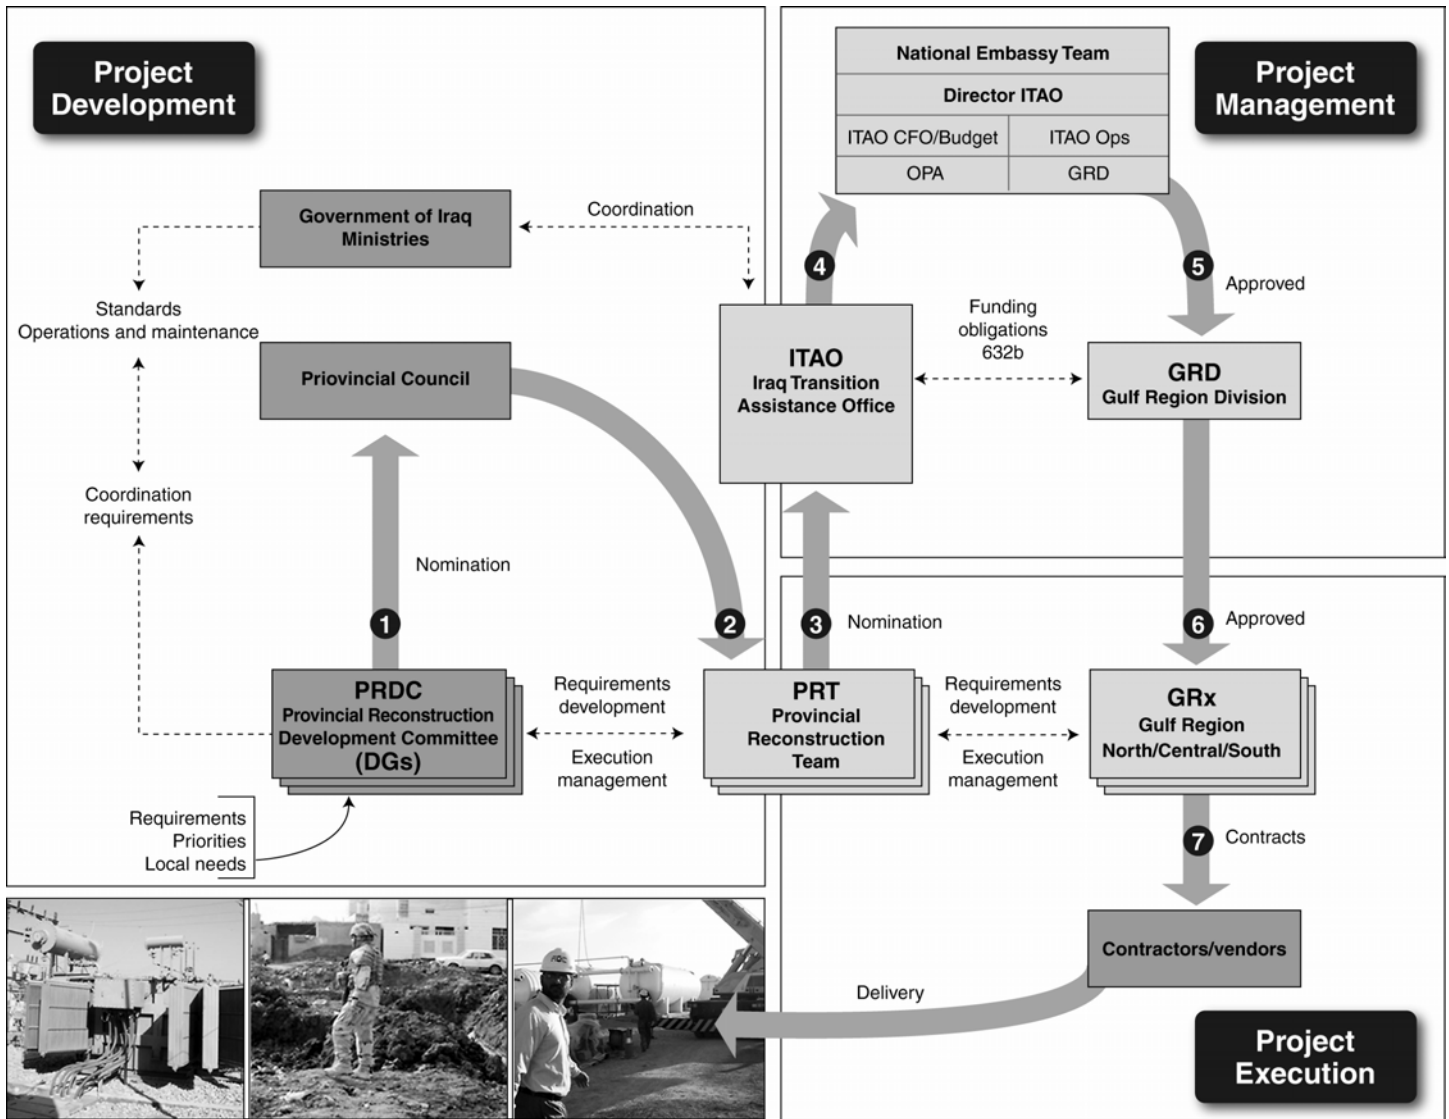 Project
Development
Government of Iraq
Ministries
Coordination
Standards
Operations and maintenance
Priovincial Council
Coordination
requirements
Nomination
1
2
PRDC
Provincial Reconstruction
Development Committee
(DGs)
Requirements
development
Execution
management
Requirements
Priorities
Local needs
Project
Management
National Embassy Team
Director ITAO
ITAO CFO/Budget
ITAO Ops
OPA
GRD
4
5
Approved
ITAO
Iraq Transition
Assistance Office
Funding
obligations
632b
GRD
Gulf Region Division
3
Nomination
6
Approved
PRT
Provincial
Reconstruction
Team
Requirements
development
Execution
management
GRx
Gulf Region
North/Central/South
7
Contracts
Contractors/vendors
Delivery
Project
Execution